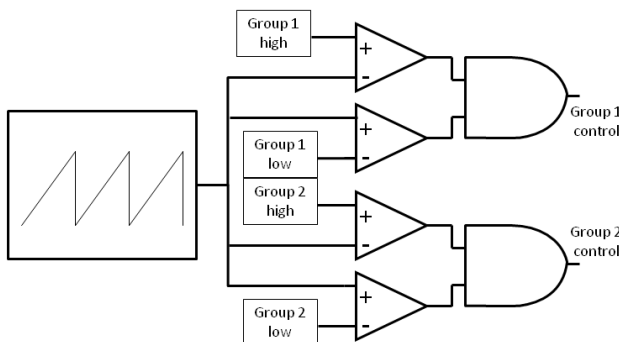 Group 1
high
+
-
Group 1
control
+
Group 1
low
-
Group 2
high
+
-
Group 2
control
+
Group 2
low
-